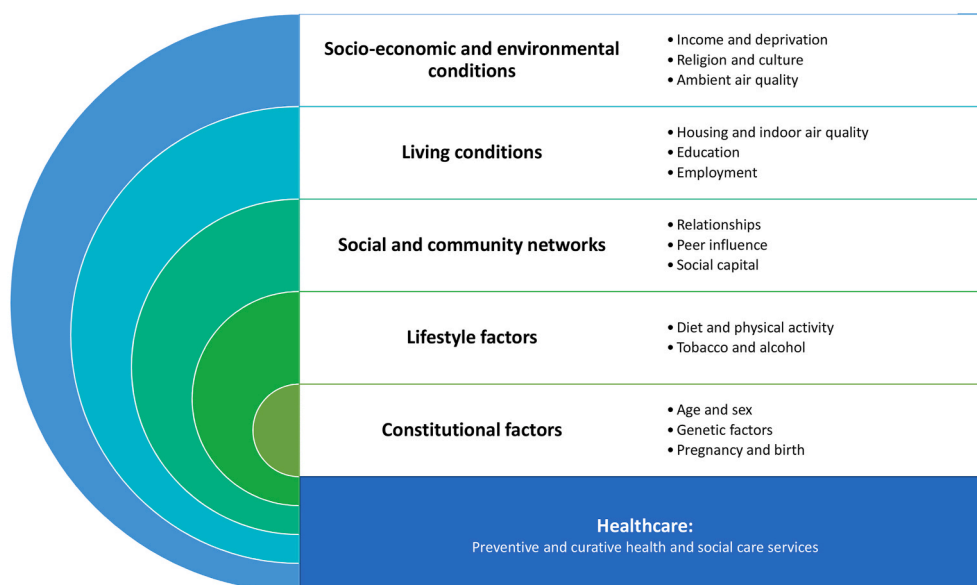 Socio-economic and environmental
conditions
• Income and deprivation
• Religion and culture
• Ambient air quality
Living conditions
• Housing and indoor air quality
• Education
• Employment
Social and community networks
• Relationships
• Peer influence
• Social capital
Lifestyle factors
• Diet and physical activity
• Tobacco and alcohol
Constitutional factors
• Age and sex
• Genetic factors
• Pregnancy and birth
Healthcare:
Preventive and curative health and social care services